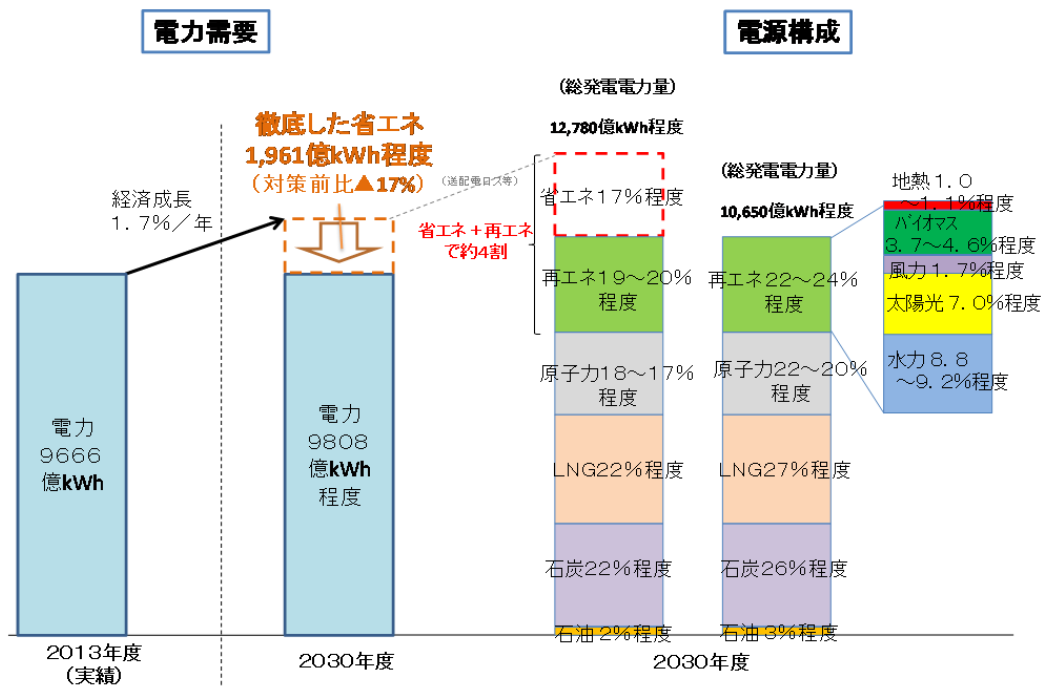 電力需要
電源構成
(総発電電力量)
12,780億kWh程度
徹底した省エネ
1,961億kWh程度
(対策前比▲17%)
(送配電ロス等)
経済成長
1.7%/年
省エネ+再エネ
で約4割
電力
9666
億kWh
電力
9808
億kWh
程度
省エネ17%程度
再エネ19~20%
程度
原子力18~17%
程度
LNG22%程度
石炭22%程度
石油 2%程度
(総発電電力量)
10,650億kWh程度
再エネ22~24%
程度
原子力22~20%
程度
LNG27%程度
石炭26%程度
石油 3%程度
地熱1.0
~1.1%程度
バイオマス
3.7~4.6%程度
風力1.7%程度
太陽光7.0%程度
水力8.8
~9.2%程度
2013年度
(実績)
2030年度
2030年度